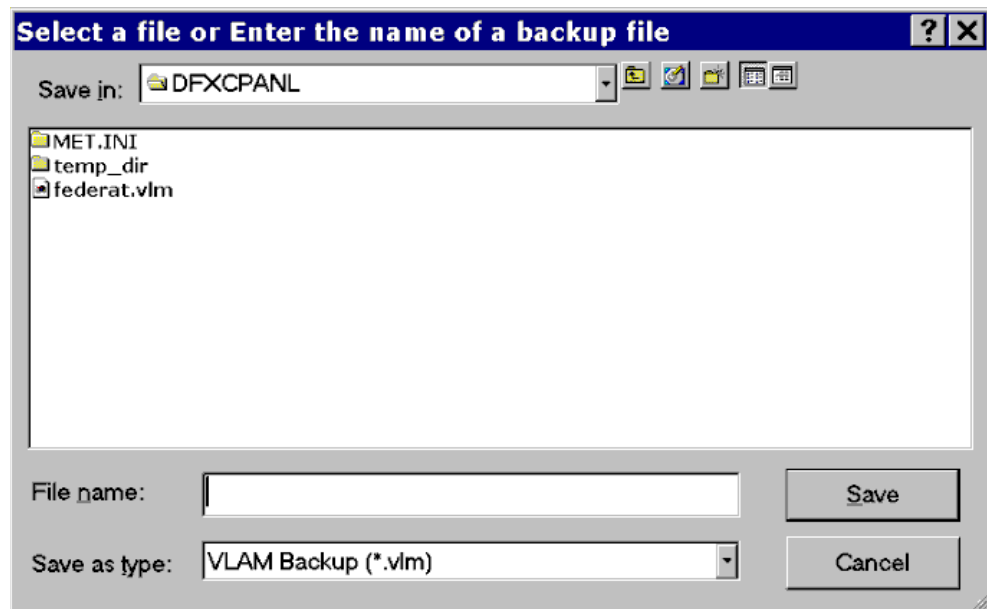 Select a file or Enter the name of a backup file
Save in: DFXCPANL
MET.INI
temp_dir
federat.vlm
File name:
Save
Save as type: VLAM Backup (*.vlm)
Cancel